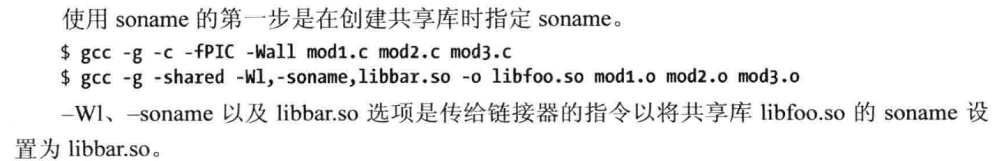 使用 soname 的第一步是在创建共享库时指定 soname。
$ gcc -g -c -fPIC -Wall mod1.c mod2.c mod3.c
$ gcc -g -shared -Wl,-soname,libbar.so -o libfoo.so mod1.o mod2.o mod3.o
–Wl、–soname 以及 libbar.so 选项是传给链接器的指令以将共享库 libfoo.so 的 soname 设
置为 libbar.so。